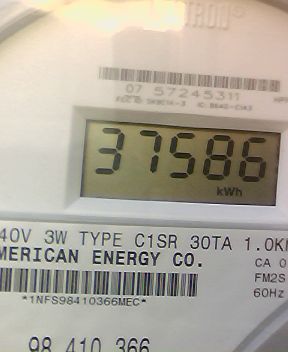 TRON®
07 57245311
37586
kWh
40V 3W TYPE C1SR 30TA 1.0K
MERICAN ENERGY CO.
CA 0
FM2S
60Hz
*1NFS98410366MEC*
98 410 366